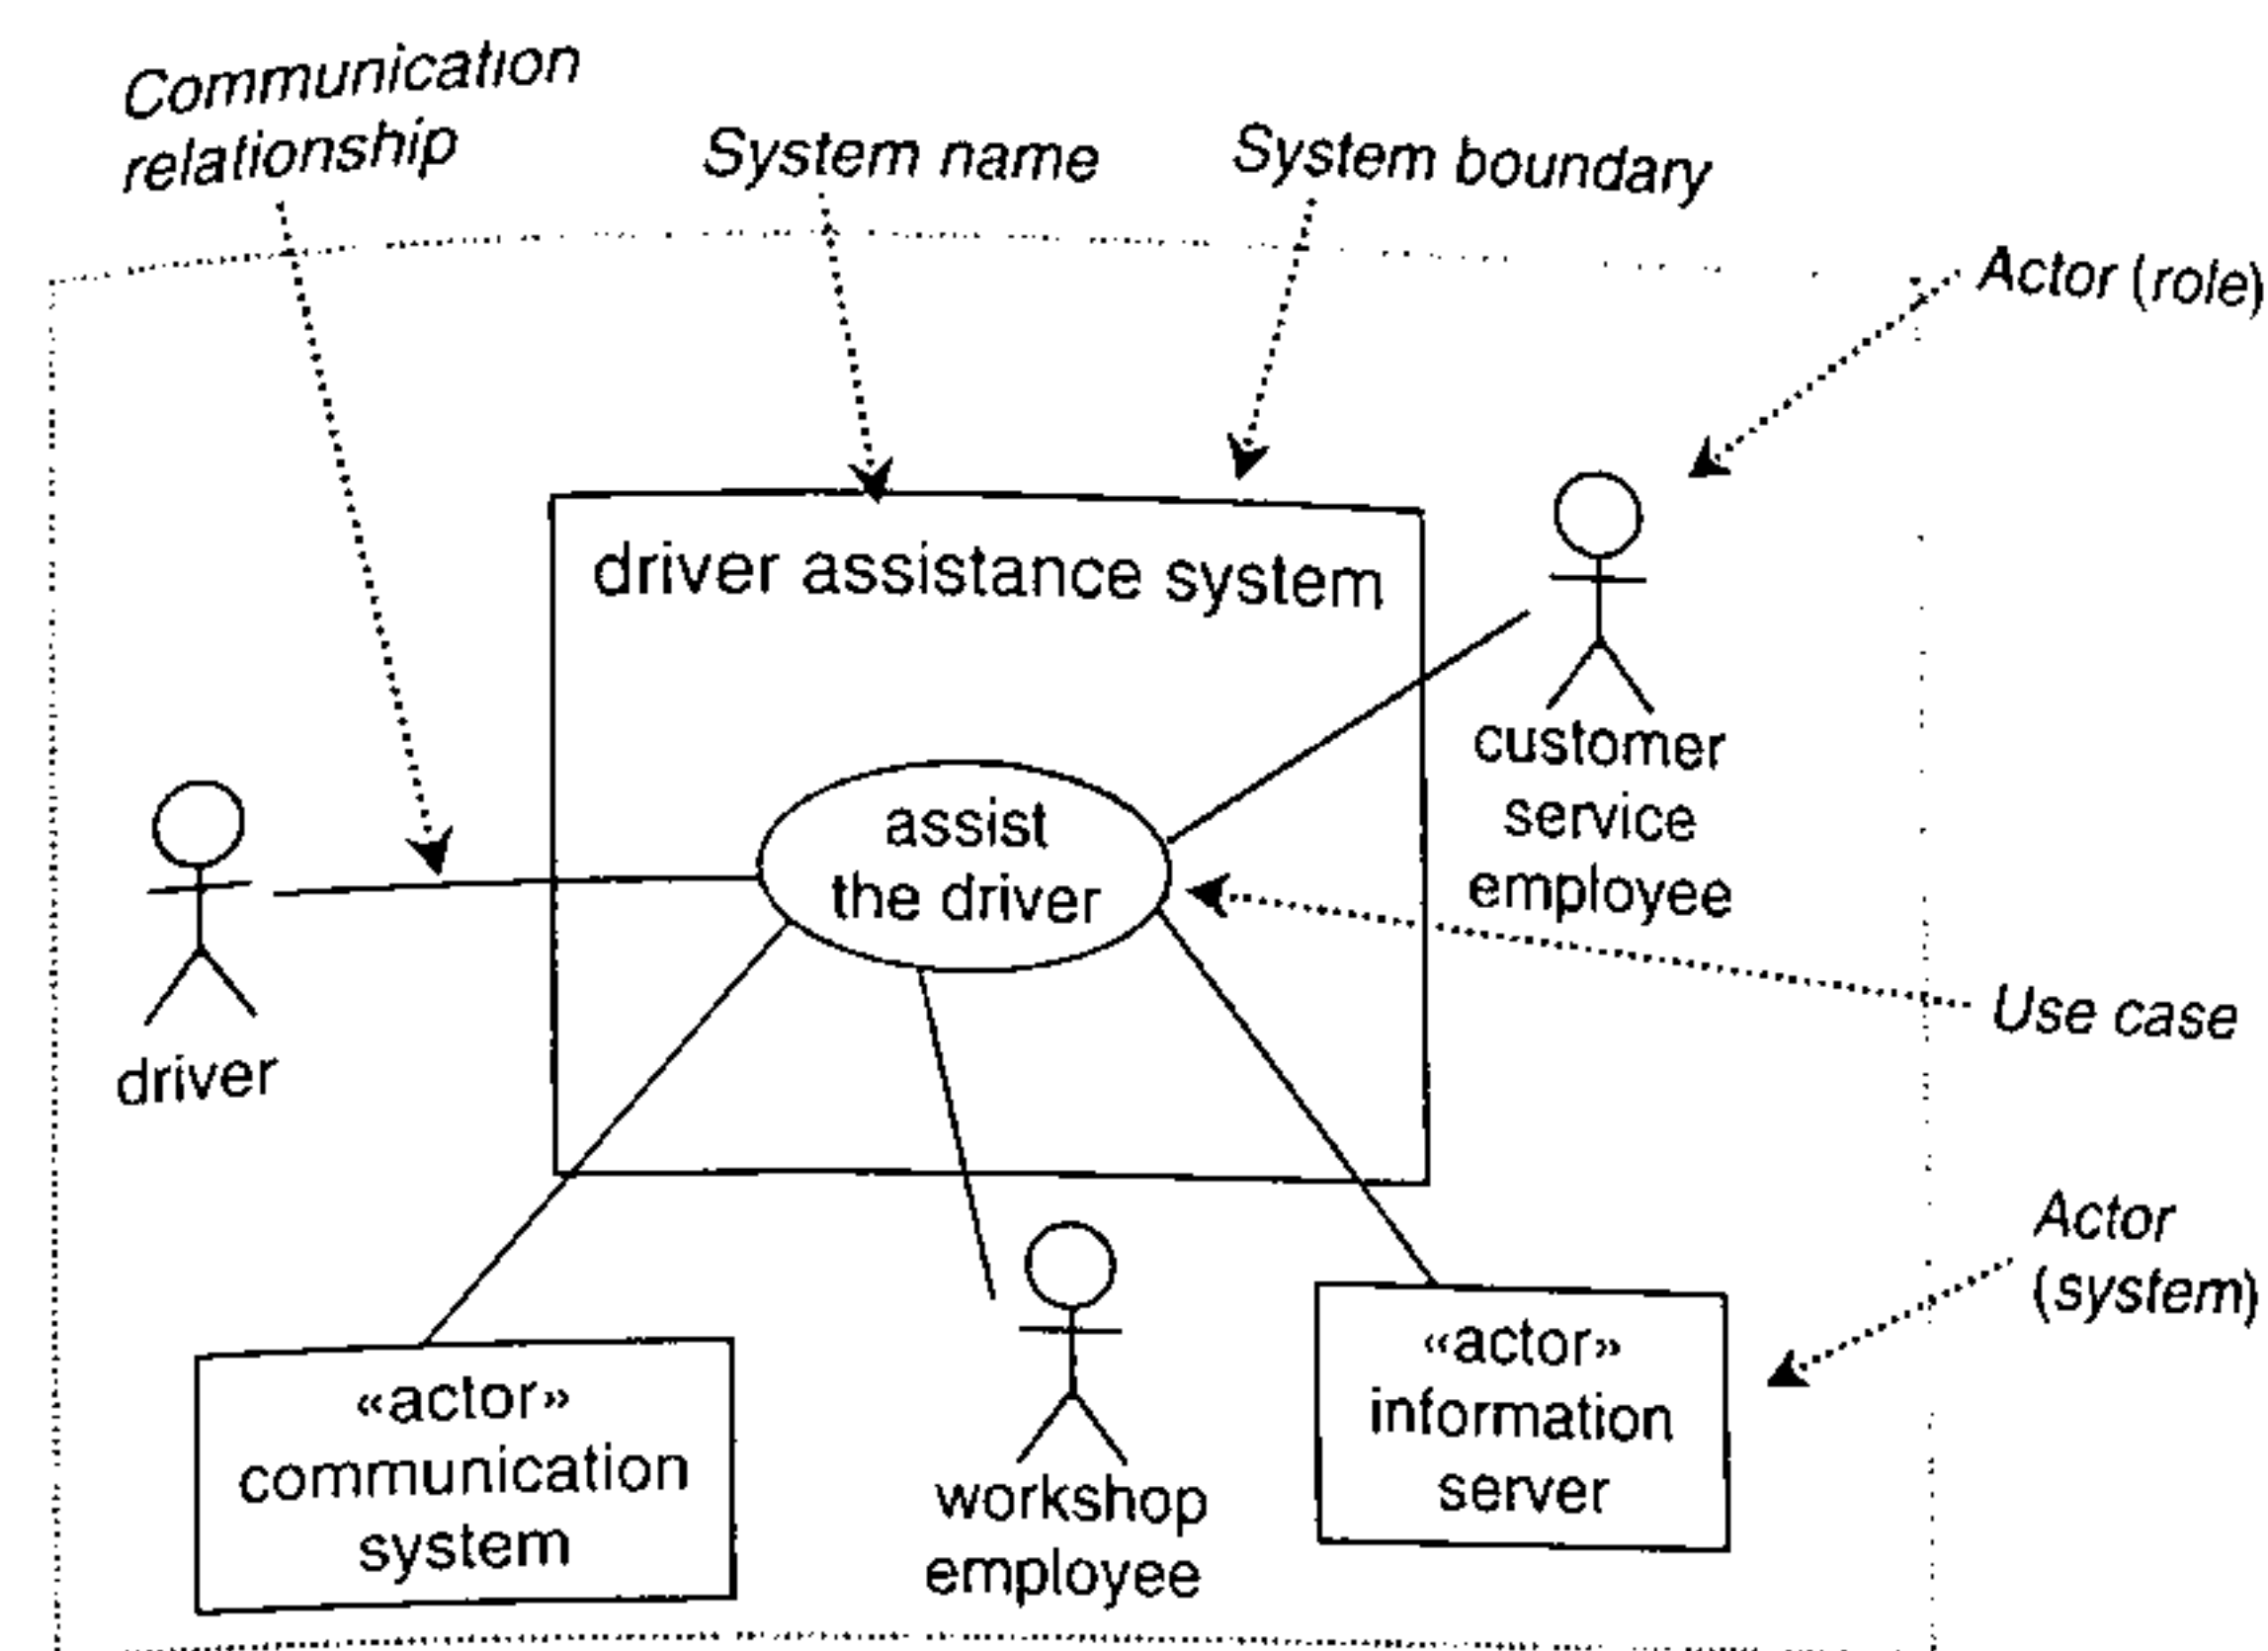 Communication
relationship
System name
System boundary
Actor (role)
driver assistance system
customer
service
employee
assist
the driver
Use case
driver
Actor
(system)
«actor»
communication
system
workshop
employee
«actor»
information
server